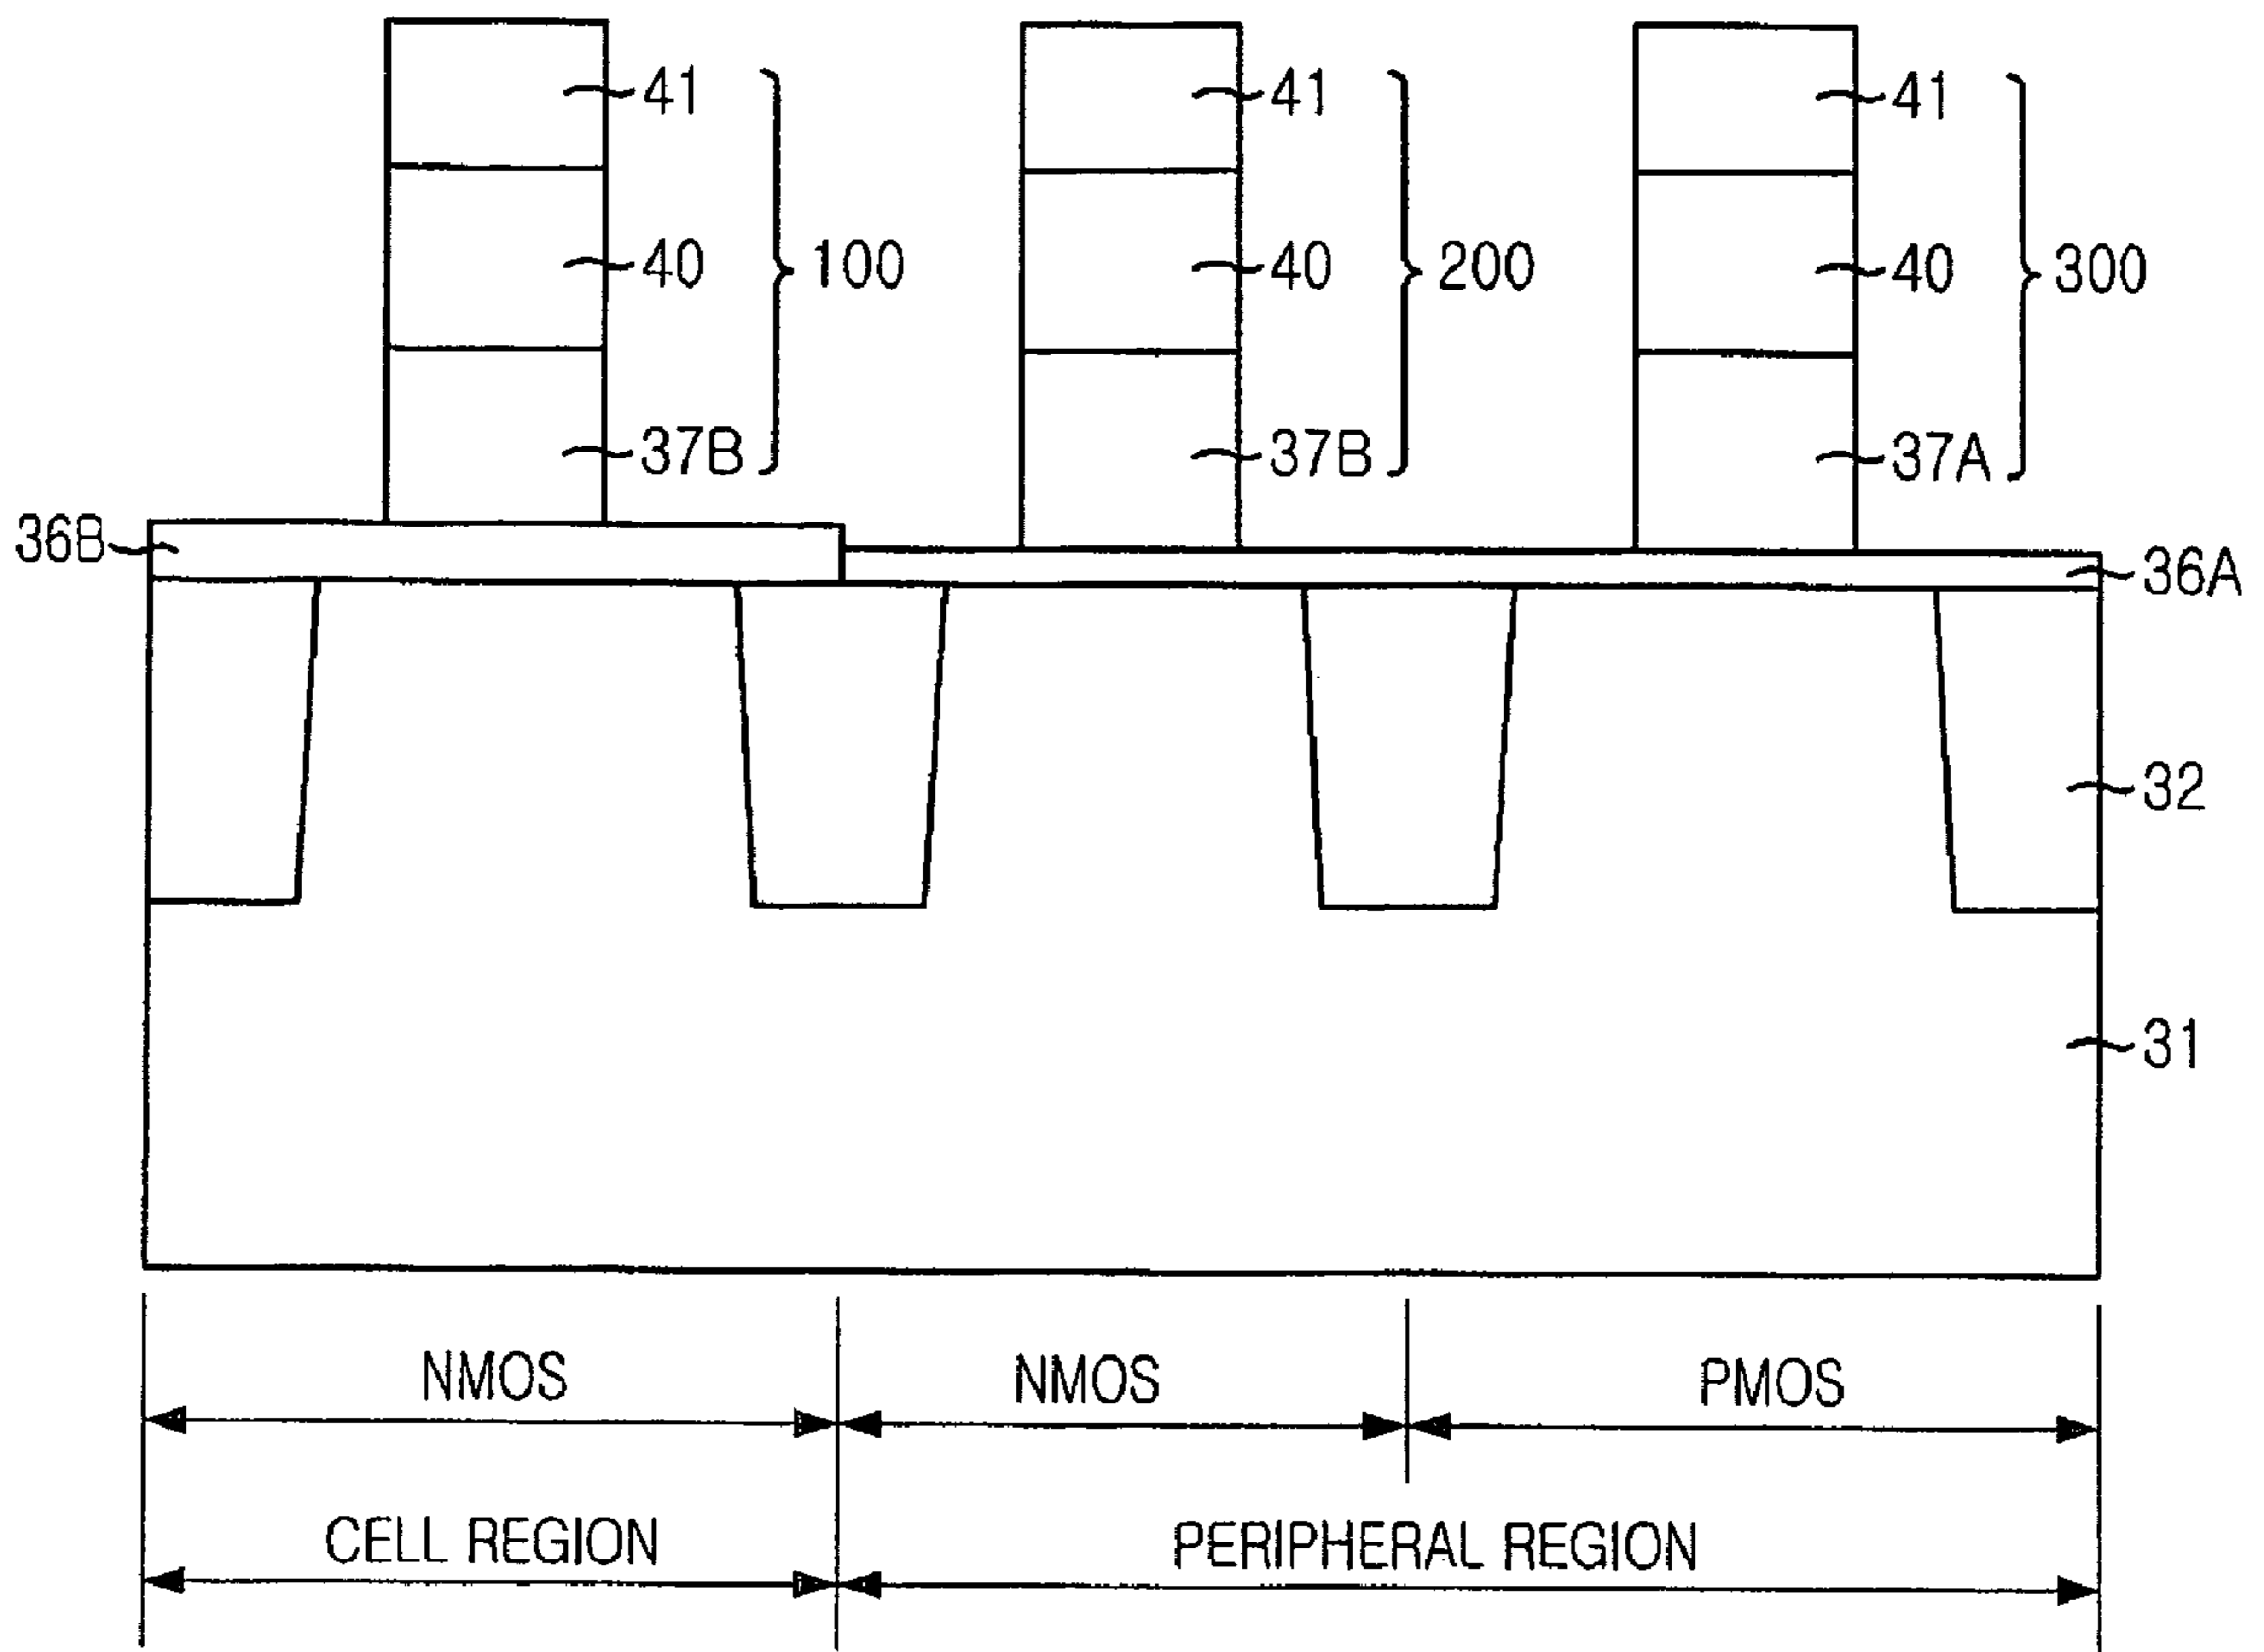 41
41
41
40
100
40
200
40
300
37B
37B
37A
36B
36A
32
31
NMOS
NMOS
PMOS
CELL REGION
PERIPHERAL REGION